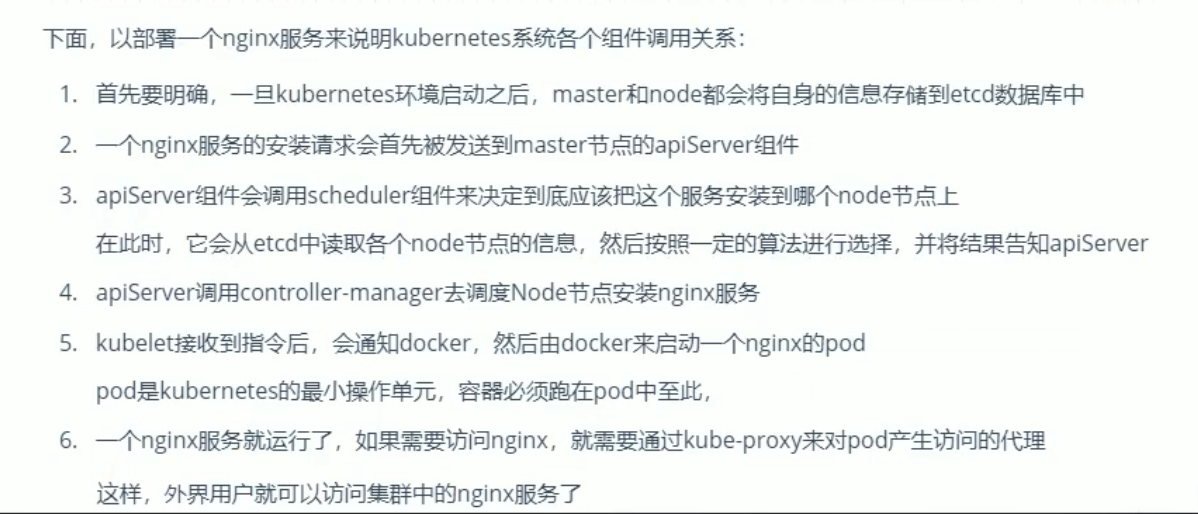 下面，以部署一个nginx服务来说明kubernetes系统各个组件调用关系：
1. 首先要明确，一旦kubernetes环境启动之后，master和node都会将自身的信息存储到etcd数据库中
2. 一个nginx服务的安装请求会首先被发送到master节点的apiServer组件
3. apiServer组件会调用scheduler组件来决定到底应该把这个服务安装到哪个node节点上
在此时，它会从etcd中读取各个node节点的信息，然后按照一定的算法进行选择，并将结果告知apiServer
4. apiServer调用controller-manager去调度Node节点安装nginx服务
5. kubelet接收到指令后，会通知docker，然后由docker来启动一个nginx的pod
pod是kubernetes的最小操作单元，容器必须跑在pod中至此，
6. 一个nginx服务就运行了，如果需要访问nginx，就需要通过kube-proxy来对pod产生访问的代理
这样，外界用户就可以访问集群中的nginx服务了